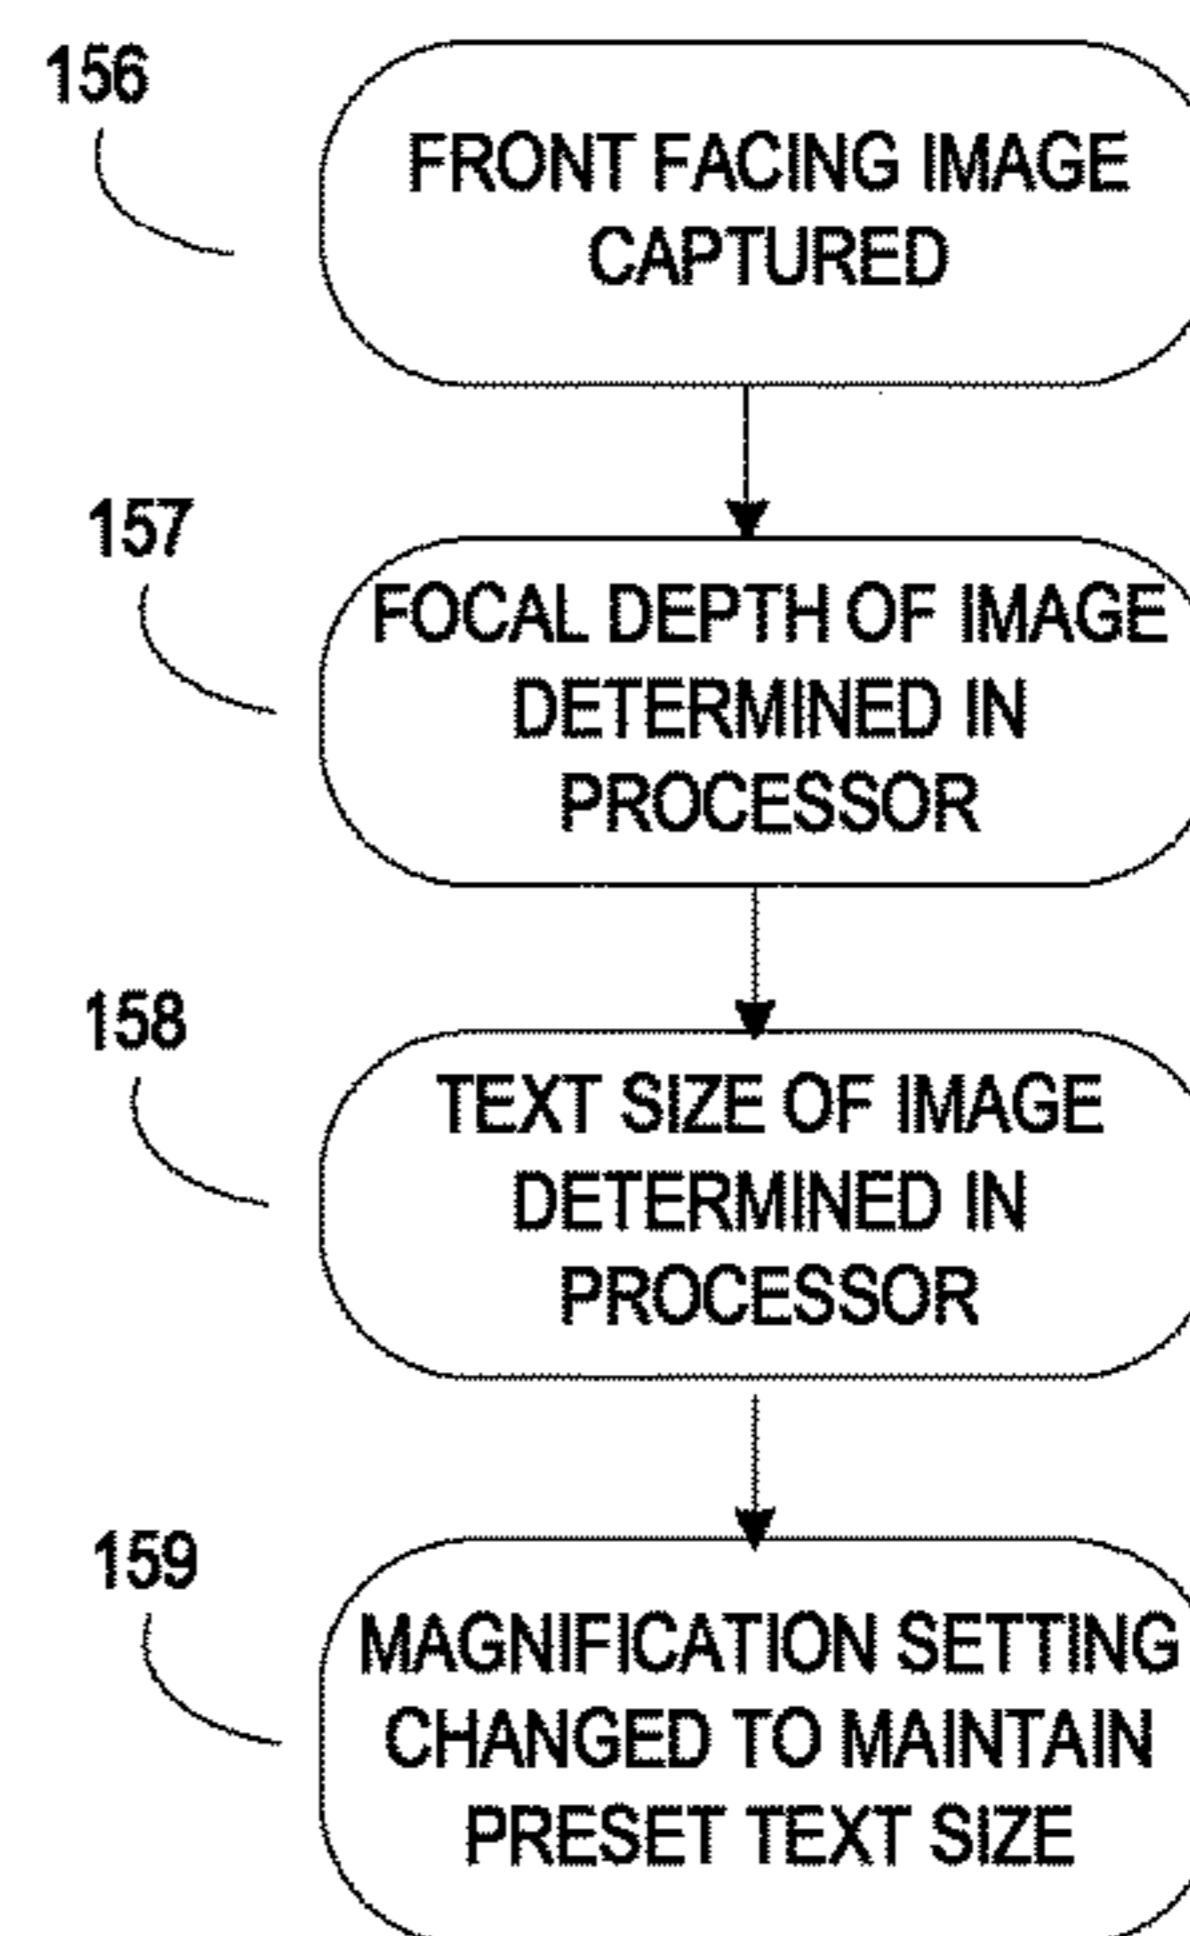 156
FRONT FACING IMAGE
CAPTURED
157
FOCAL DEPTH OF IMAGE
DETERMINED IN
PROCESSOR
158
TEXT SIZE OF IMAGE
DETERMINED IN
PROCESSOR
159
MAGNIFICATION SETTING
CHANGED TO MAINTAIN
PRESET TEXT SIZE